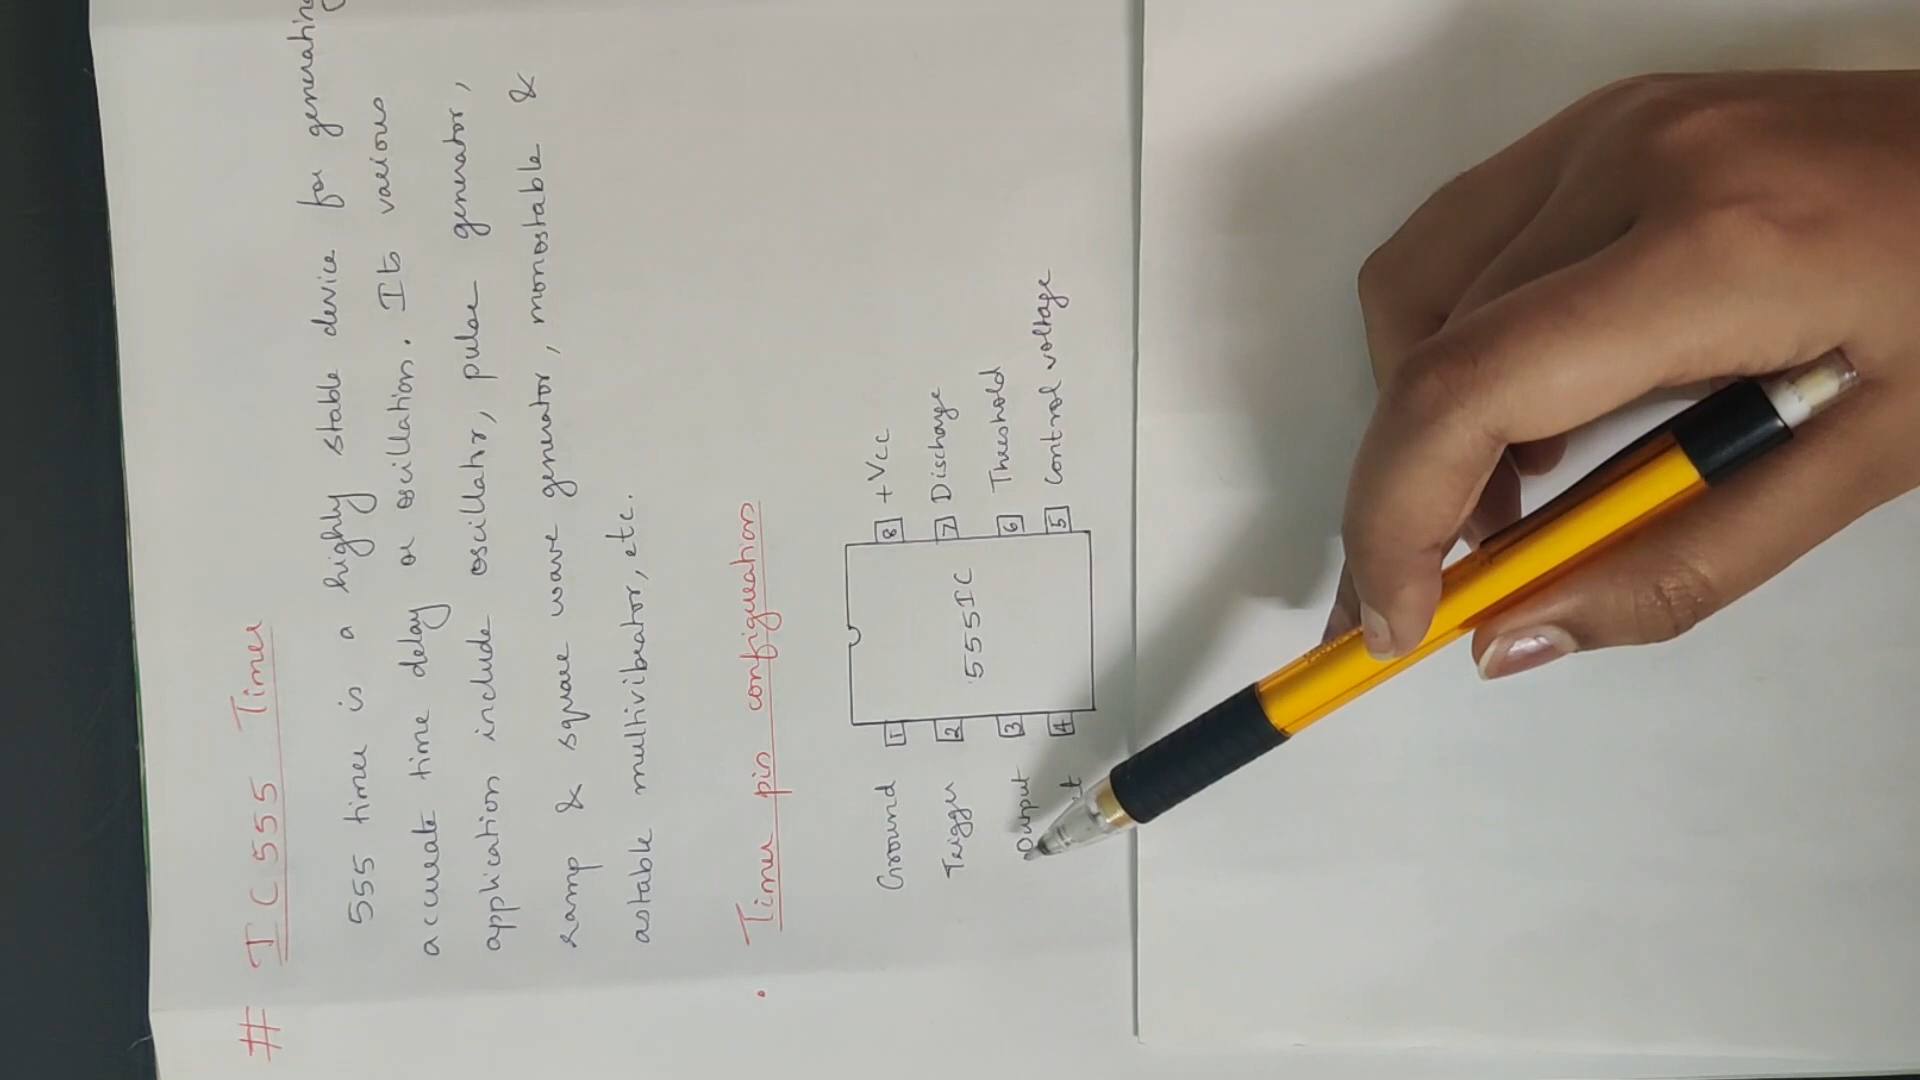 # IC 555 Timer
555 timer is a highly stable device for generating
accurate time delay or oscillation. Its various
application include oscillator, pulse generator,
ramp & square wave generator, monostable &
astable multivibrator, etc.
· Timer pin configuration
Ground 1 8 +Vcc
Trigger 2 7 Discharge
Output 3 6 Threshold
4 5 Control voltage
555IC